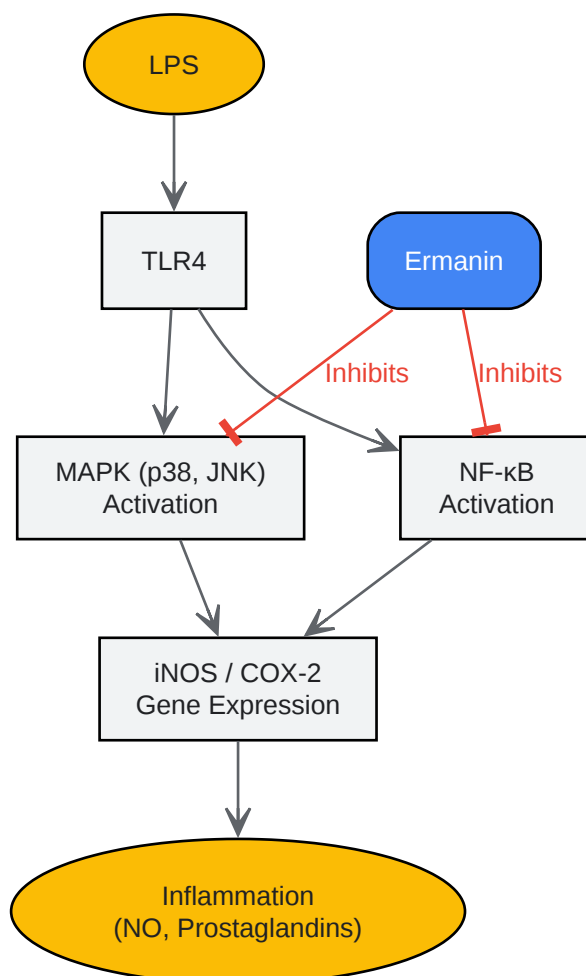 LPS
TLR4
Ermanin
Inhibits
Inhibits
MAPK (p38, JNK)
Activation
NF-κB
Activation
iNOS / COX-2
Gene Expression
Inflammation
(NO, Prostaglandins)